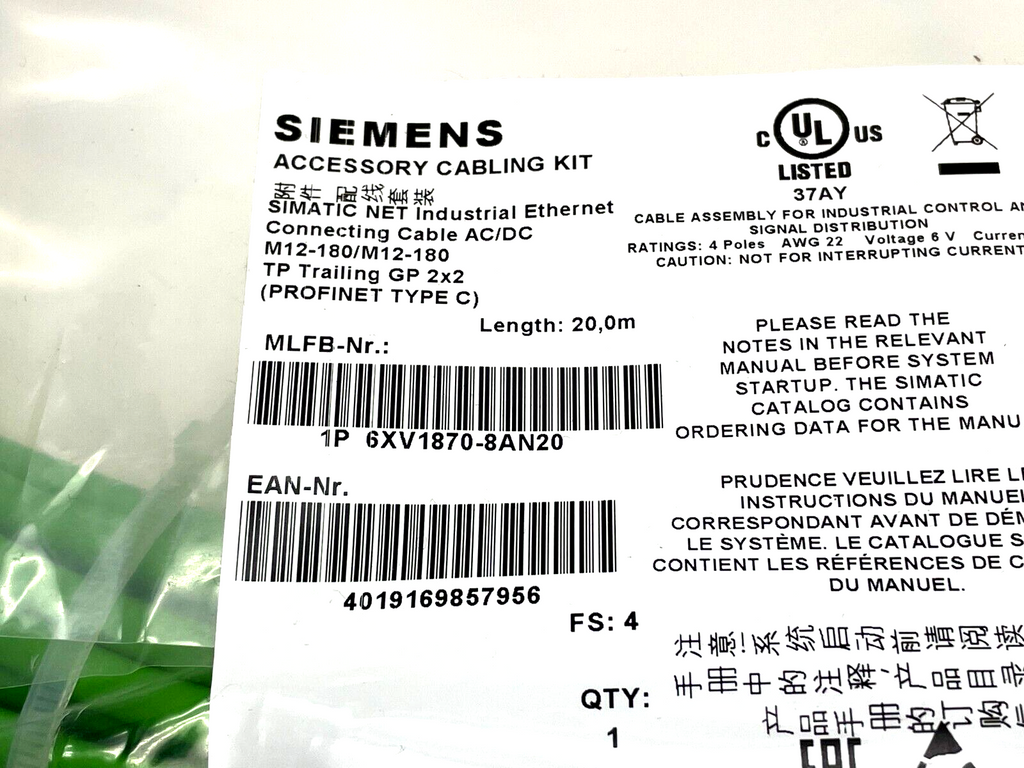 SIEMENS
ACCESSORY CABLING KIT
附件 配线套装
SIMATIC NET Industrial Ethernet
Connecting Cable AC/DC
M12-180/M12-180
TP Trailing GP 2x2
(PROFINET TYPE C)
Length: 20,0m
MLFB-Nr.:
1P 6XV1870-8AN20
EAN-Nr.
4019169857956
FS: 4
QTY:
1
C UL ® US
LISTED
37AY
CABLE ASSEMBLY FOR INDUSTRIAL CONTROL AN
SIGNAL DISTRIBUTION
RATINGS: 4 Poles AWG 22 Voltage 6 V Curren
CAUTION: NOT FOR INTERRUPTING CURRENT
PLEASE READ THE
NOTES IN THE RELEVANT
MANUAL BEFORE SYSTEM
STARTUP. THE SIMATIC
CATALOG CONTAINS
ORDERING DATA FOR THE MANU
PRUDENCE VEUILLEZ LIRE LE
INSTRUCTIONS DU MANUEL
CORRESPONDANT AVANT DE DÉM
LE SYSTÈME. LE CATALOGUE S
CONTIENT LES RÉFÉRENCES DE C
DU MANUEL.
注意!系统启动前请阅读
手册中的注释,产品目录
产品手册的订购
EAC